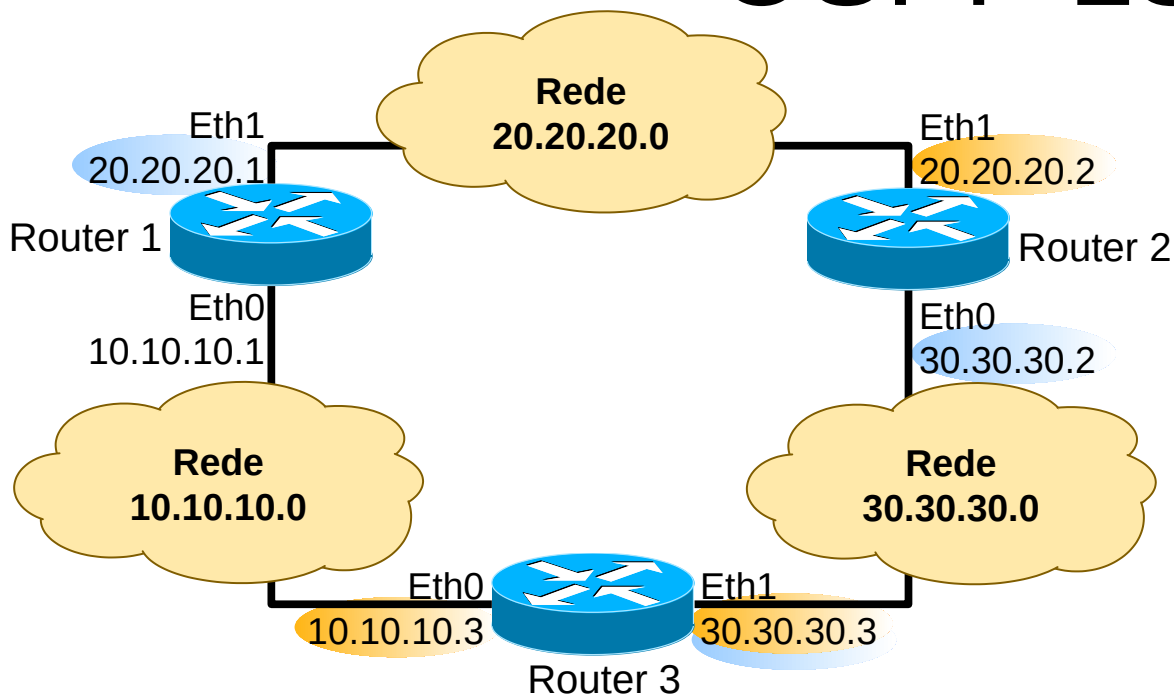 Rede
20.20.20.0
Eth1
20.20.20.1
Eth1
20.20.20.2
Router 1
Router 2
Eth0
10.10.10.1
Eth0
30.30.30.2
Rede
10.10.10.0
Rede
30.30.30.0
Eth0
10.10.10.3
Eth1
30.30.30.3
Router 3